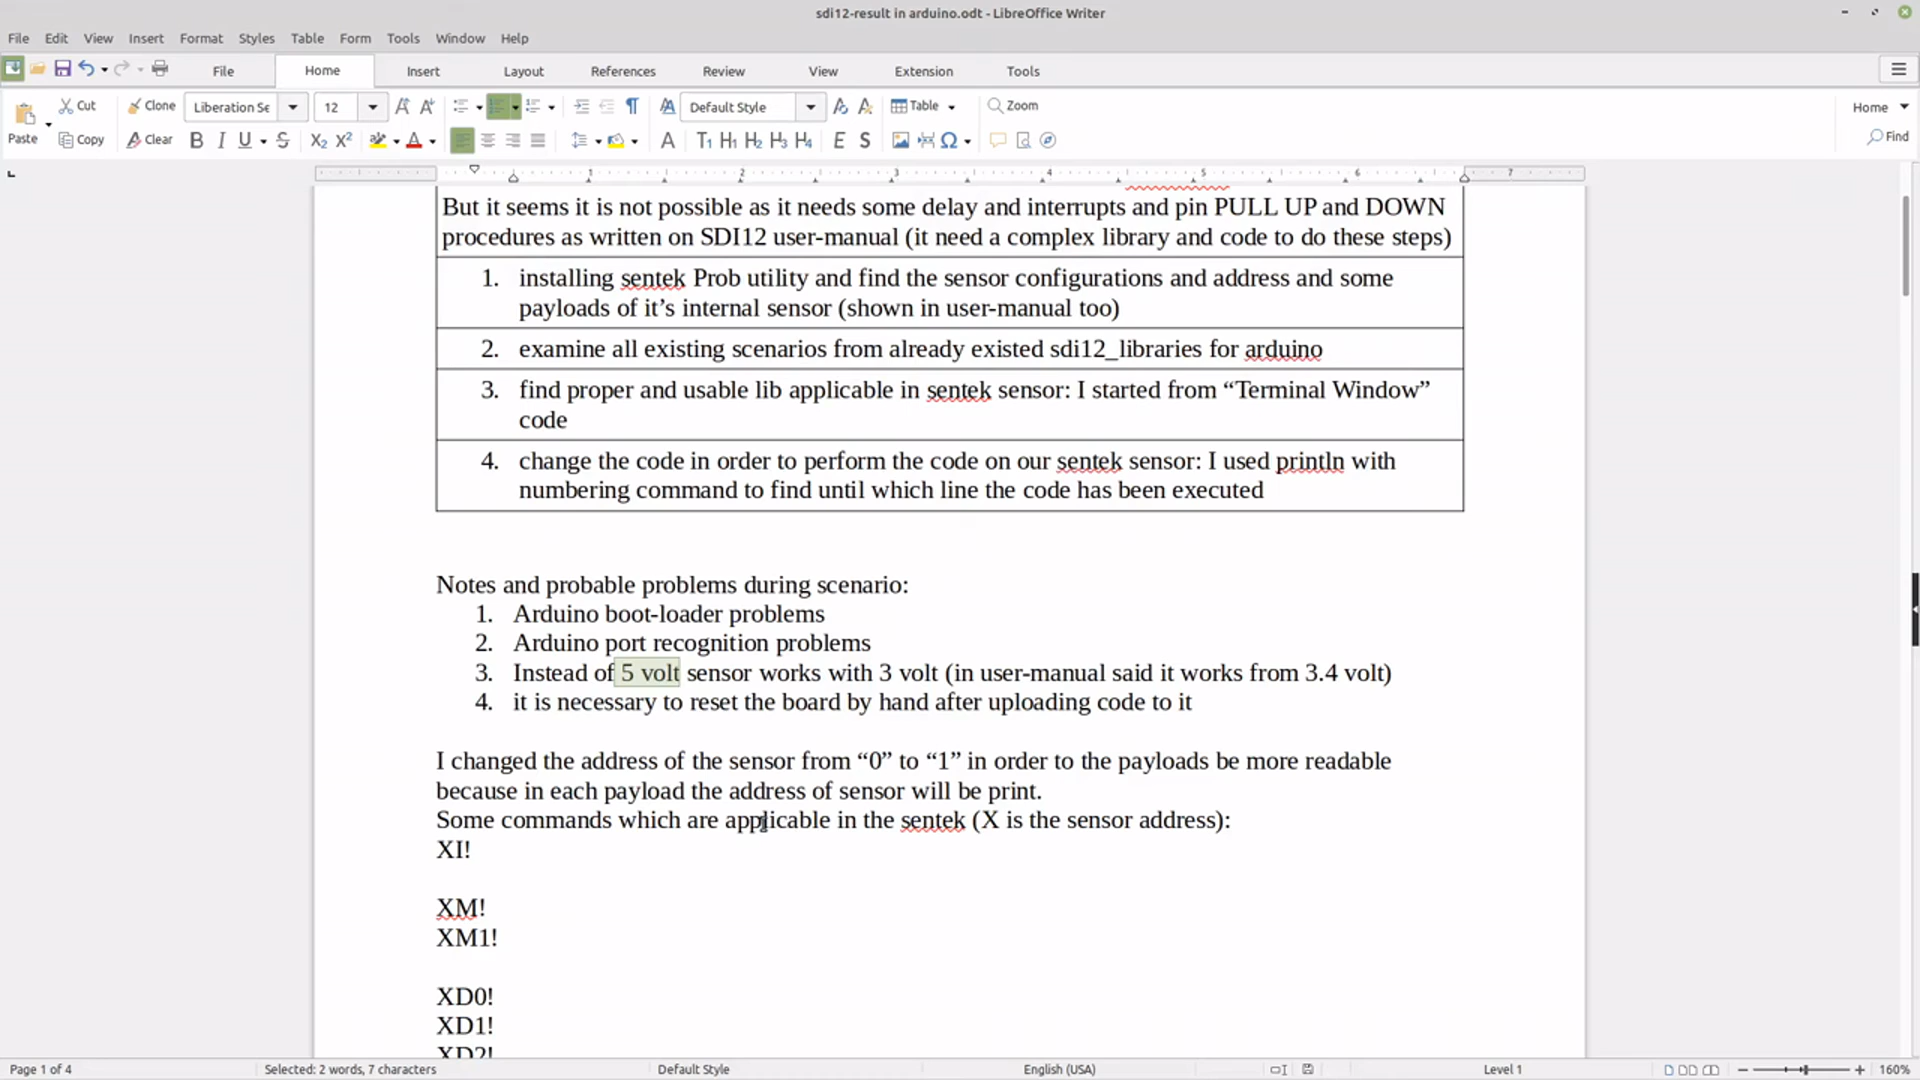 sdi12-result in arduino.odt - LibreOffice Writer
File Edit View Insert Format Styles Table Form Tools Window Help
File Home Insert Layout References Review View Extension Tools
Cut Clone Liberation Se 12 Default Style Table Zoom Home
Paste Copy Clear Find
1 2 3 4 5 6 7
But it seems it is not possible as it needs some delay and interrupts and pin PULL UP and DOWN
procedures as written on SDI12 user-manual (it need a complex library and code to do these steps)
1. installing sentek Prob utility and find the sensor configurations and address and some
payloads of it’s internal sensor (shown in user-manual too)
2. examine all existing scenarios from already existed sdi12_libraries for arduino
3. find proper and usable lib applicable in sentek sensor: I started from “Terminal Window”
code
4. change the code in order to perform the code on our sentek sensor: I used println with
numbering command to find until which line the code has been executed
Notes and probable problems during scenario:
1. Arduino boot-loader problems
2. Arduino port recognition problems
3. Instead of 5 volt sensor works with 3 volt (in user-manual said it works from 3.4 volt)
4. it is necessary to reset the board by hand after uploading code to it
I changed the address of the sensor from “0” to “1” in order to the payloads be more readable
because in each payload the address of sensor will be print.
Some commands which are applicable in the sentek (X is the sensor address):
XI!
XM!
XM1!
XD0!
XD1!
XD2!
Page 1 of 4 Selected: 2 words, 7 characters Default Style English (USA) Level 1 160%